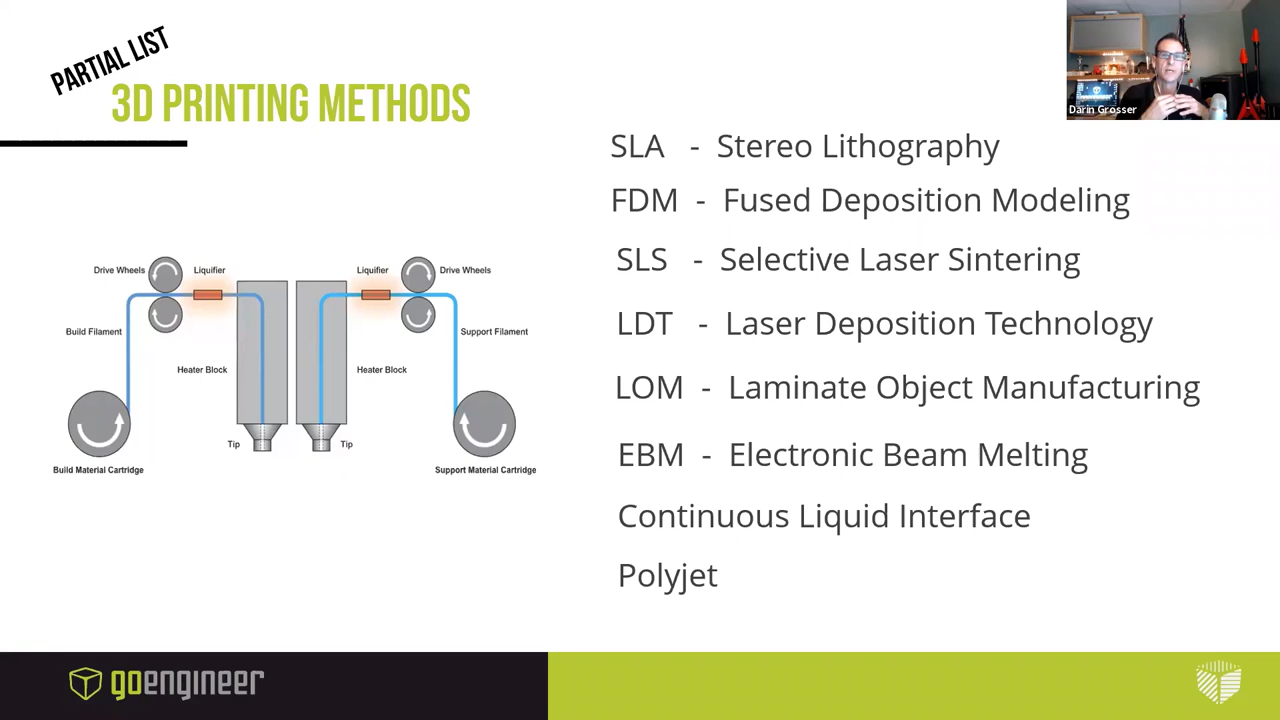 PARTIAL LIST
3D PRINTING METHODS
Darin Grosser
SLA - Stereo Lithography
FDM - Fused Deposition Modeling
SLS - Selective Laser Sintering
LDT - Laser Deposition Technology
LOM - Laminate Object Manufacturing
EBM - Electronic Beam Melting
Continuous Liquid Interface
Polyjet
Drive Wheels
Liquifier
Liquifier
Drive Wheels
Build Filament
Support Filament
Heater Block
Heater Block
Tip
Tip
Build Material Cartridge
Support Material Cartridge
goengineer